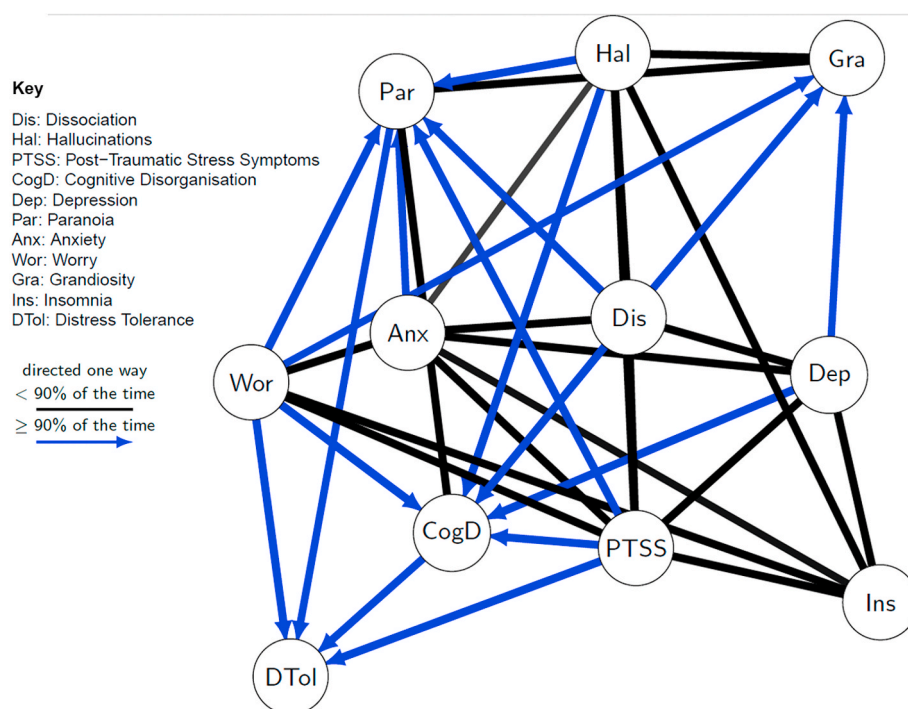 Key
Dis: Dissociation
Hal: Hallucinations
PTSS: Post−Traumatic Stress Symptoms
CogD: Cognitive Disorganisation
Dep: Depression
Par: Paranoia
Anx: Anxiety
Wor: Worry
Gra: Grandiosity
Ins: Insomnia
DTol: Distress Tolerance
directed one way
< 90% of the time
≥ 90% of the time
Hal
Gra
Par
Dis
Anx
Dep
Wor
CogD
PTSS
Ins
DTol